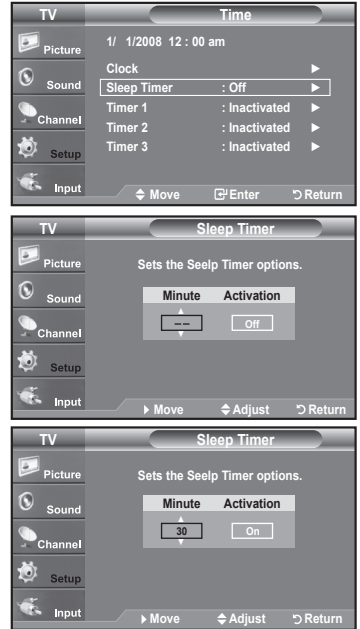 TV Time
Picture 1/ 1/2008 12 : 00 am
Clock ►
Sound Sleep Timer : Off ►
Timer 1 : Inactivated ►
Channel
Timer 2 : Inactivated ►
Setup Timer 3 : Inactivated ►
Input
Move Enter Return
TV Sleep Timer
Picture Sets the Seelp Timer options.
Sound Minute Activation
-- Off
Channel
Setup
Input
Move Adjust Return
TV Sleep Timer
Picture Sets the Seelp Timer options.
Sound Minute Activation
30 On
Channel
Setup
Input
Move Adjust Return